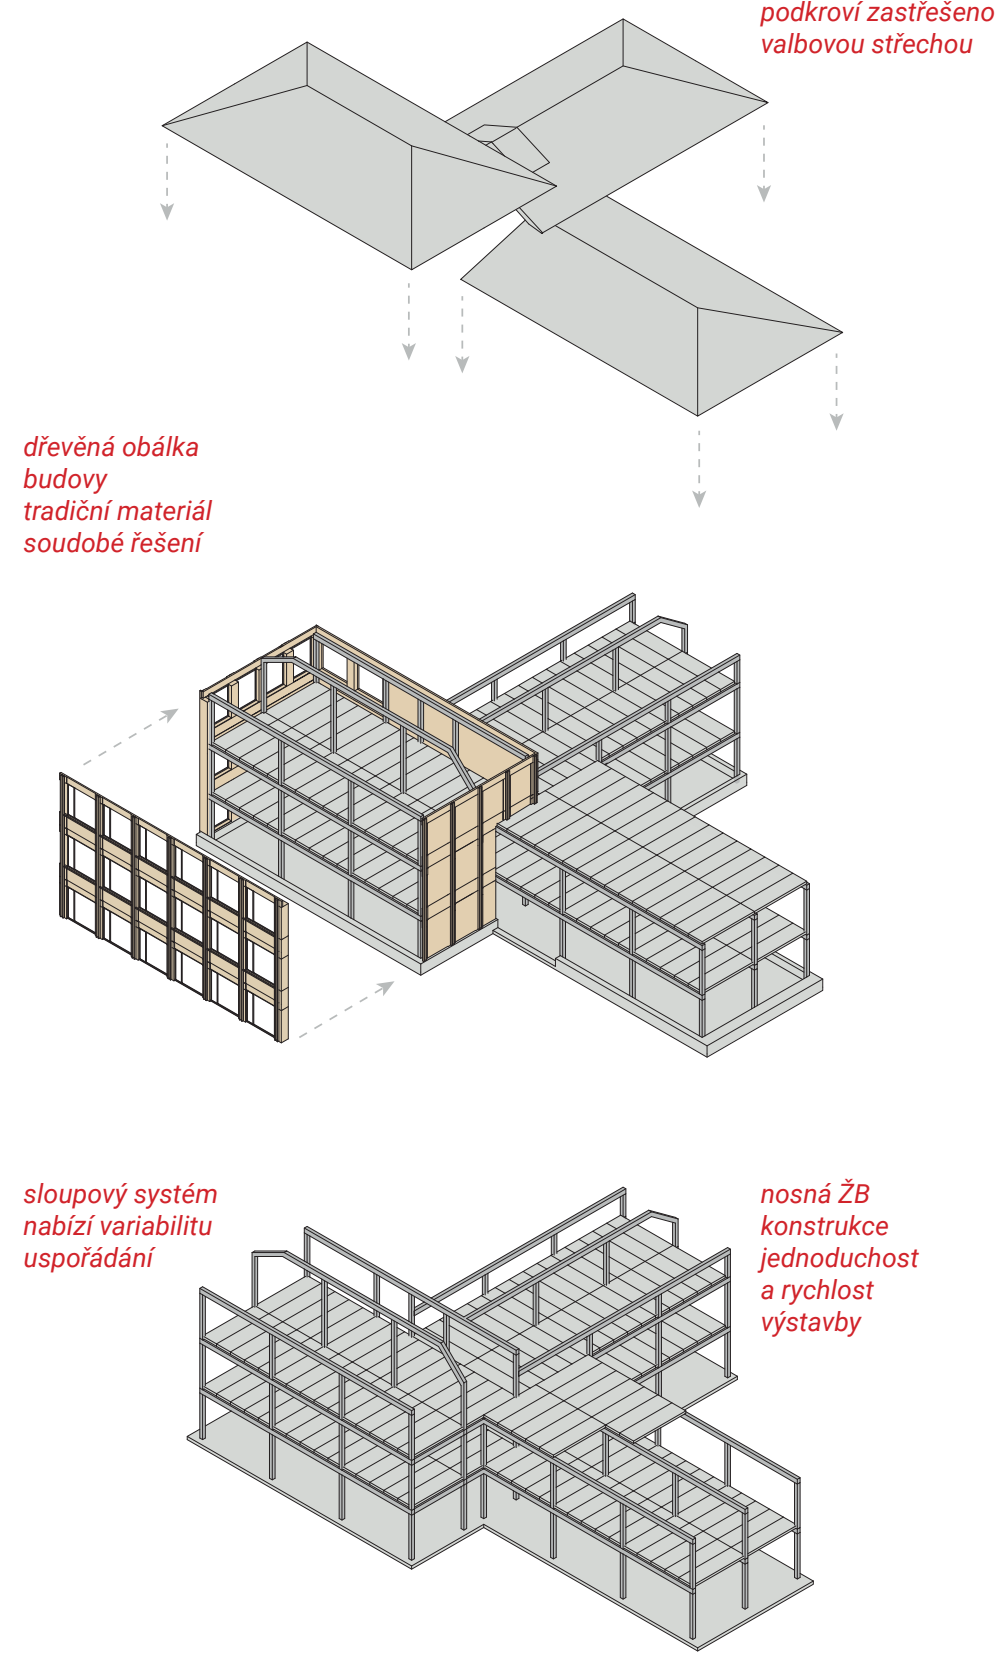 podkroví zastřešeno
valbovou střechou
dřevěná obálka
budovy
tradiční materiál
soudobé řešení
sloupový systém
nabízí variabilitu
uspořádání
nosná ŽB
konstrukce
jednoduchost
a rychlost
výstavby